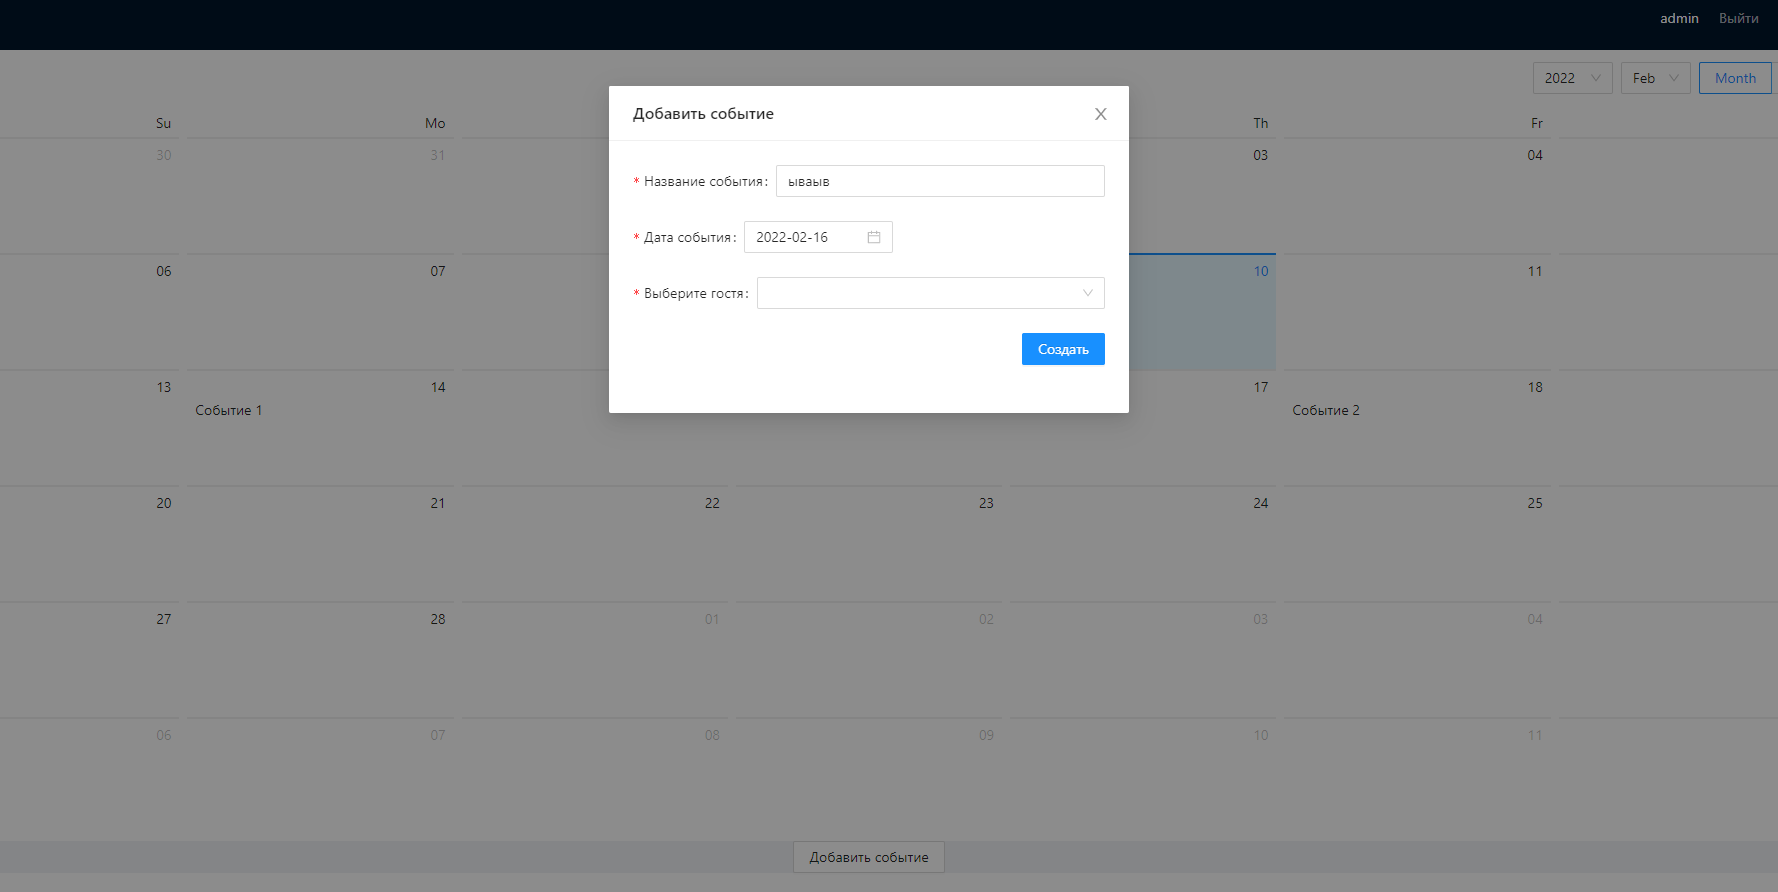 admin Выйти
2022 Feb Month
Добавить событие
Su Mo Th Fr
30 31 03 04
* Название события: ываыв
* Дата события: 2022-02-16
06 07 10 11
* Выберите гостя:
Создать
13 14 17 18
Событие 1 Событие 2
20 21 22 23 24 25
27 28 01 02 03 04
06 07 08 09 10 11
Добавить событие